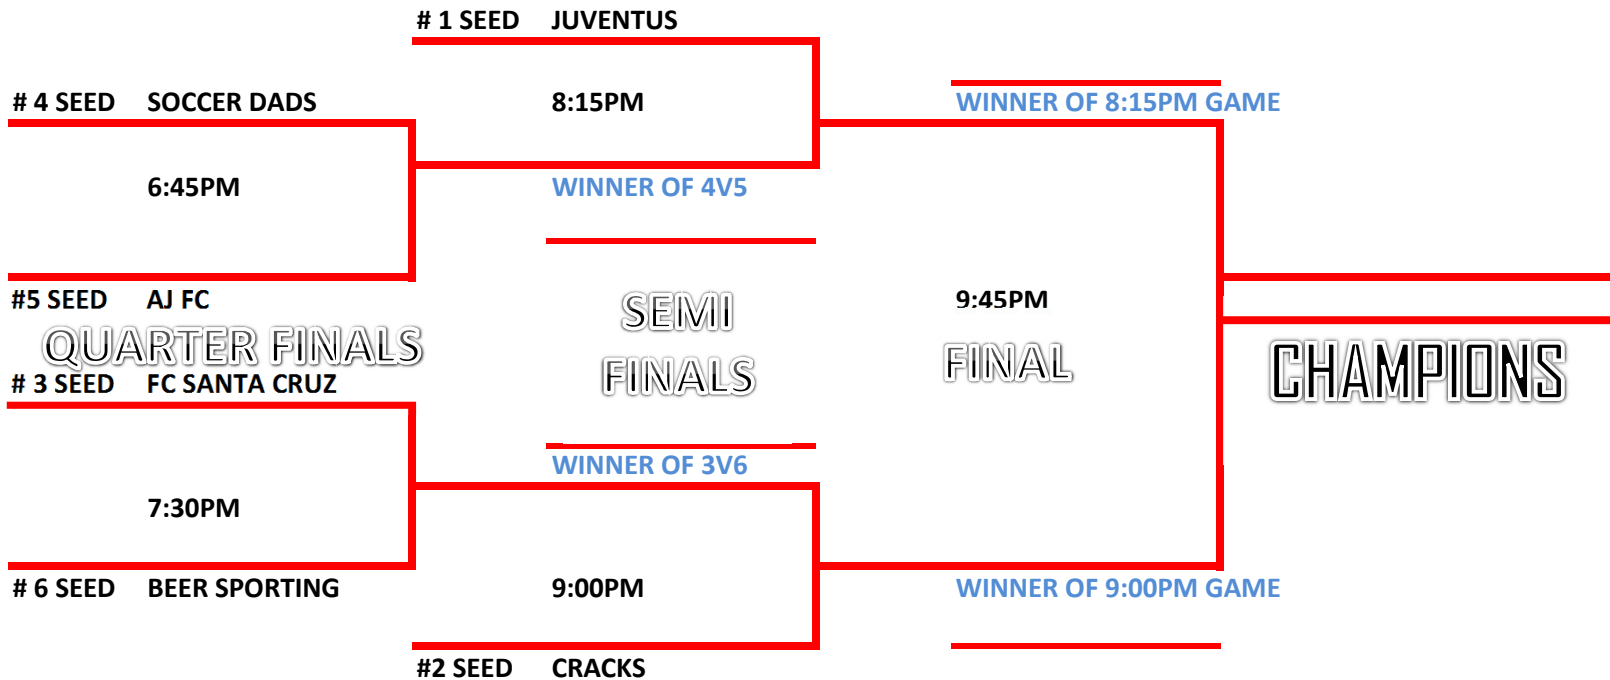 # 1 SEED JUVENTUS
# 4 SEED SOCCER DADS
8:15PM
WINNER OF 8:15PM GAME
6:45PM
WINNER OF 4V5
#5 SEED AJ FC
SEMI
FINALS
9:45PM
QUARTER FINALS
FINAL
CHAMPIONS
# 3 SEED FC SANTA CRUZ
WINNER OF 3V6
7:30PM
# 6 SEED BEER SPORTING
9:00PM
WINNER OF 9:00PM GAME
#2 SEED CRACKS